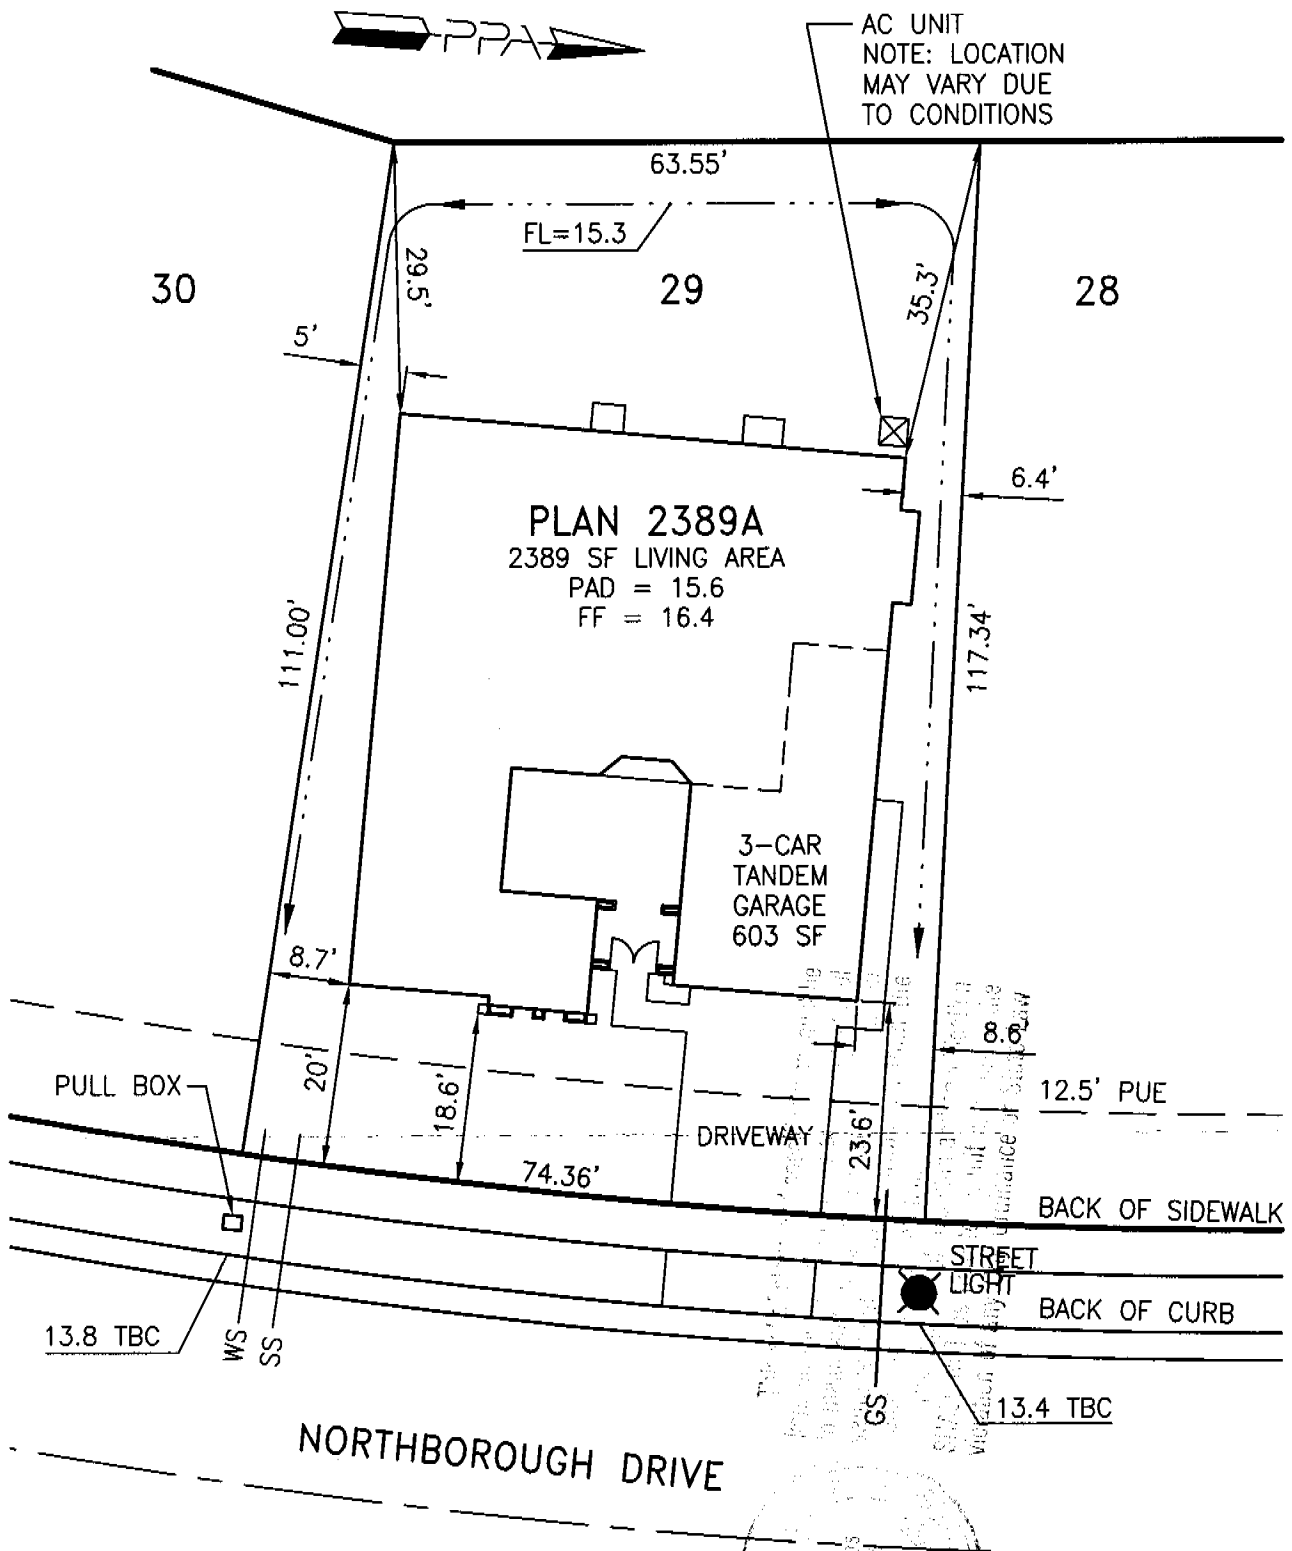 PPA
AC UNIT
NOTE: LOCATION
MAY VARY DUE
TO CONDITIONS
63.55'
FL=15.3
29.5'
35.3'
30
29
28
5'
6.4'
PLAN 2389A
2389 SF LIVING AREA
PAD = 15.6
FF = 16.4
111.00'
117.34'
3-CAR
TANDEM
GARAGE
603 SF
8.7'
8.6'
20'
18.6'
23.6'
PULL BOX
12.5' PUE
DRIVEWAY
74.36'
BACK OF SIDEWALK
STREET
LIGHT
BACK OF CURB
13.8 TBC
WS
SS
GS
13.4 TBC
NORTHBOROUGH DRIVE